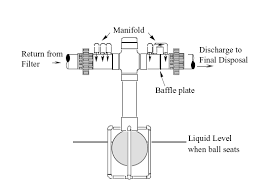 Manifold
Return from
Filter
Discharge to
Final Disposal
Baffle plate
Liquid Level
when ball seats